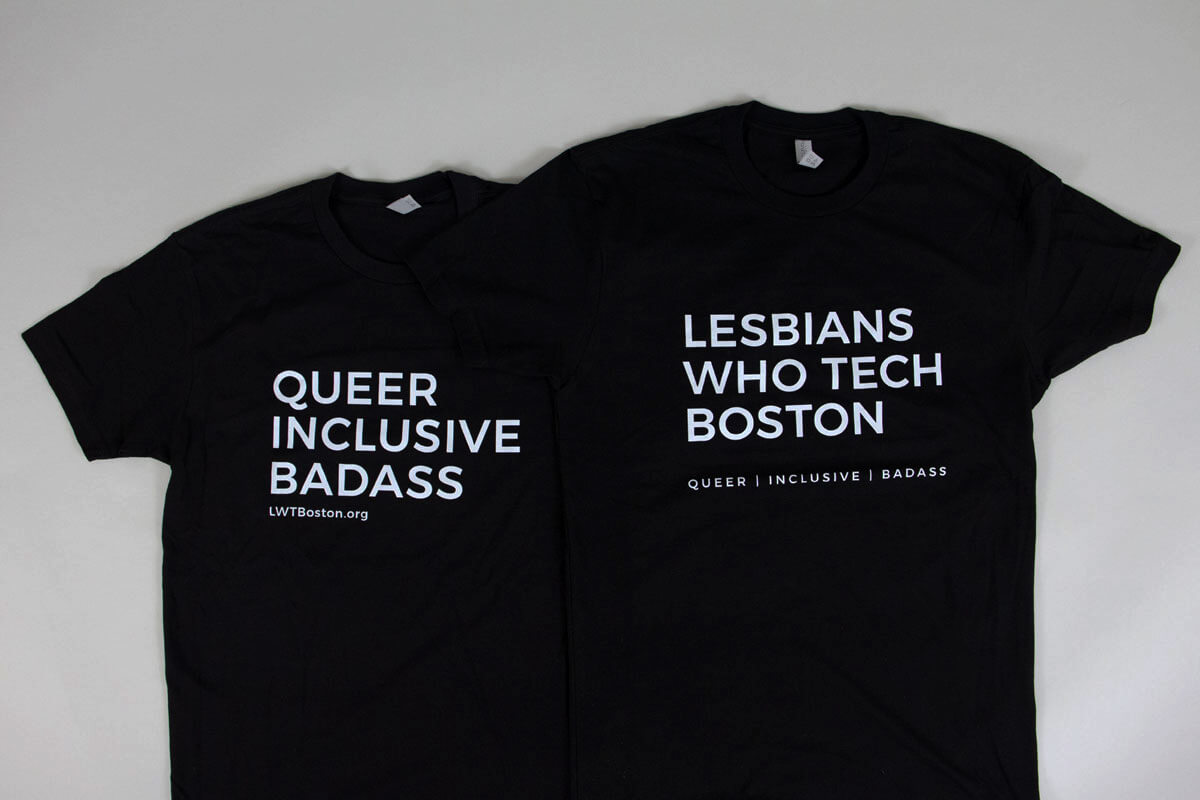 QUEER
INCLUSIVE
BADASS
LWTBoston.org
LESBIANS
WHO TECH
BOSTON
QUEER | INCLUSIVE | BADASS